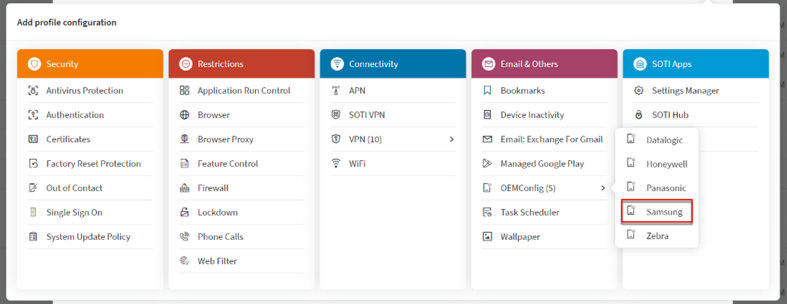 Add profile configuration
Security
Antivirus Protection
Authentication
Certificates
Factory Reset Protection
Out of Contact
Single Sign On
System Update Policy
Restrictions
Application Run Control
Browser
Browser Proxy
Feature Control
Firewall
Lockdown
Phone Calls
Web Filter
Connectivity
APN
SOTI VPN
VPN (10)
WiFi
Email & Others
Bookmarks
Device Inactivity
Email: Exchange For Gmail
Managed Google Play
OEMConfig (5)
Task Scheduler
Wallpaper
SOTI Apps
Settings Manager
SOTI Hub
Datalogic
Honeywell
Panasonic
Samsung
Zebra